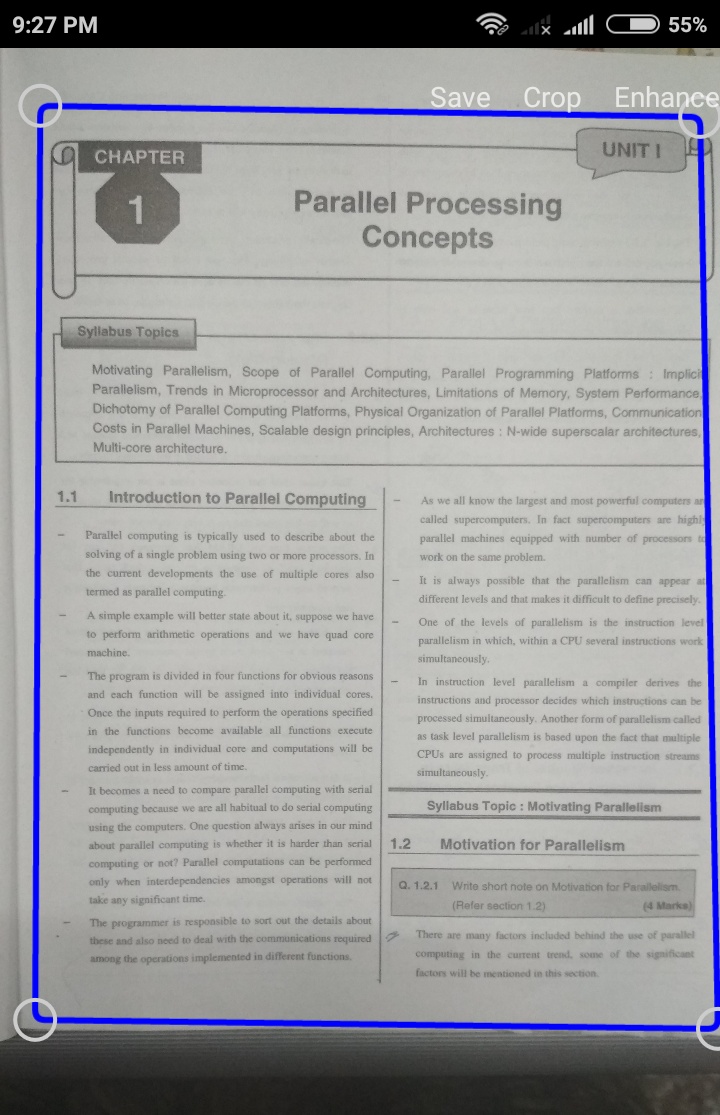 9:27 PM
55%
Save Crop Enhance
CHAPTER
1
UNIT I
Parallel Processing
Concepts
Syllabus Topics
Motivating Parallelism, Scope of Parallel Computing, Parallel Programming Platforms : Implicit
Parallelism, Trends in Microprocessor and Architectures, Limitations of Memory, System Performance,
Dichotomy of Parallel Computing Platforms, Physical Organization of Parallel Platforms, Communication
Costs in Parallel Machines, Scalable design principles, Architectures : N-wide superscalar architectures,
Multi-core architecture.
1.1 Introduction to Parallel Computing
– Parallel computing is typically used to describe about the
solving of a single problem using two or more processors. In
the current developments the use of multiple cores also
termed as parallel computing.
– A simple example will better state about it, suppose we have
to perform arithmetic operations and we have quad core
machine.
– The program is divided in four functions for obvious reasons
and each function will be assigned into individual cores.
Once the inputs required to perform the operations specified
in the functions become available all functions execute
independently in individual core and computations will be
carried out in less amount of time.
– It becomes a need to compare parallel computing with serial
computing because we are all habitual to do serial computing
using the computers. One question always arises in our mind
about parallel computing is whether it is harder than serial
computing or not? Parallel computations can be performed
only when interdependencies amongst operations will not
take any significant time.
– The programmer is responsible to sort out the details about
these and also need to deal with the communications required
among the operations implemented in different functions.
– As we all know the largest and most powerful computers are
called supercomputers. In fact supercomputers are highly
parallel machines equipped with number of processors to
work on the same problem.
– It is always possible that the parallelism can appear at
different levels and that makes it difficult to define precisely.
– One of the levels of parallelism is the instruction level
parallelism in which, within a CPU several instructions work
simultaneously.
– In instruction level parallelism a compiler derives the
instructions and processor decides which instructions can be
processed simultaneously. Another form of parallelism called
as task level parallelism is based upon the fact that multiple
CPUs are assigned to process multiple instruction streams
simultaneously.
Syllabus Topic : Motivating Parallelism
1.2 Motivation for Parallelism
Q. 1.2.1 Write short note on Motivation for Parallelism.
(Refer section 1.2) (4 Marks)
There are many factors included behind the use of parallel
computing in the current trend, some of the significant
factors will be mentioned in this section.